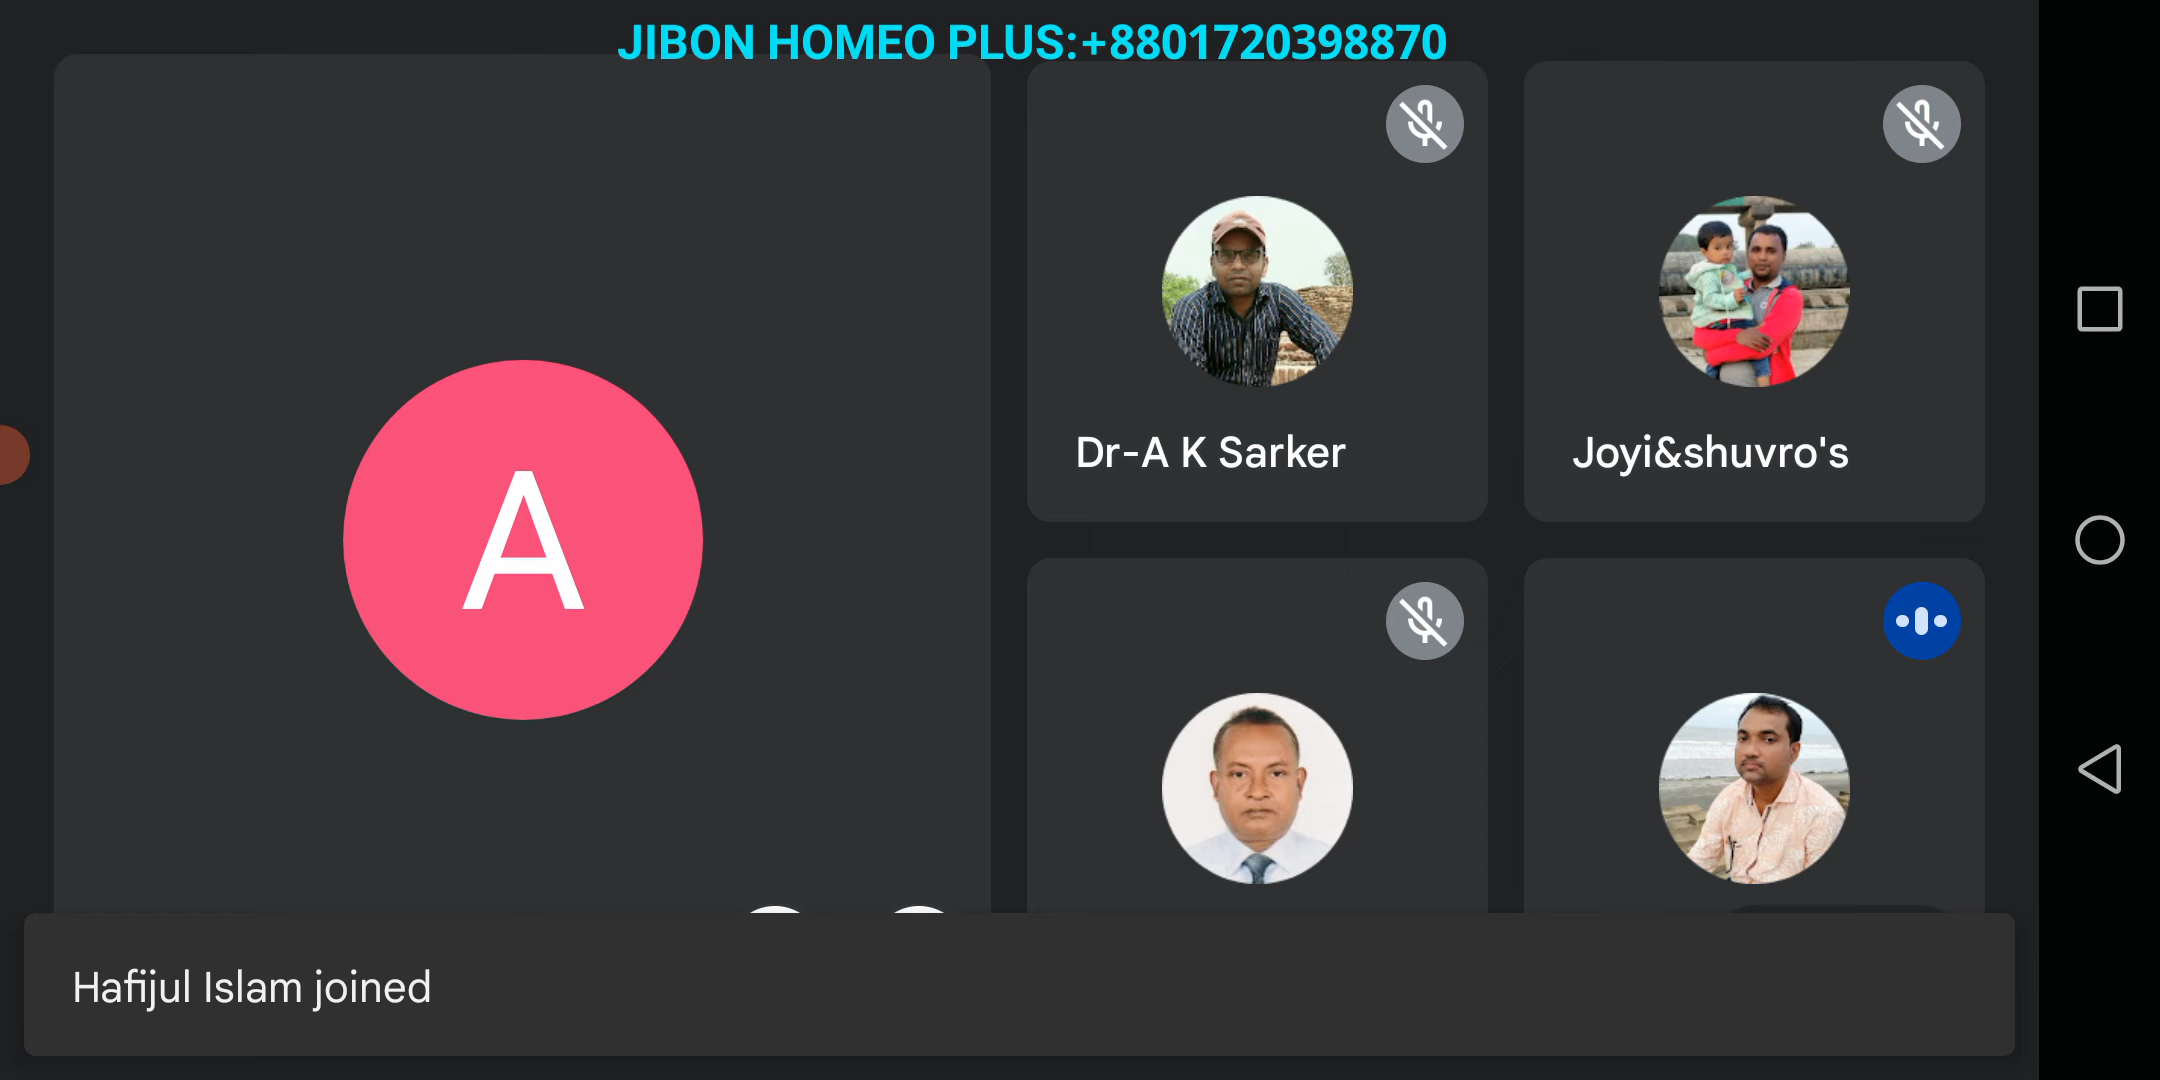 JIBON HOMEO PLUS:+8801720398870
A
Dr-A K Sarker
Joyi&shuvro's
Hafijul Islam joined